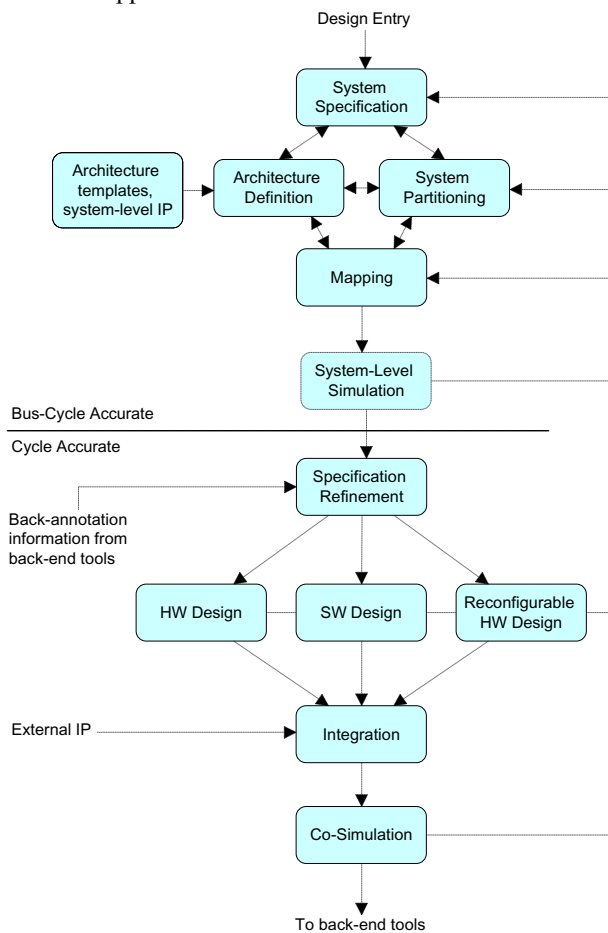 Design Entry
System
Specification
Architecture
templates,
system-level IP
Architecture
Definition
System
Partitioning
Mapping
System-Level
Simulation
Bus-Cycle Accurate
Cycle Accurate
Specification
Refinement
Back-annotation
information from
back-end tools
HW Design
SW Design
Reconfigurable
HW Design
External IP
Integration
Co-Simulation
To back-end tools